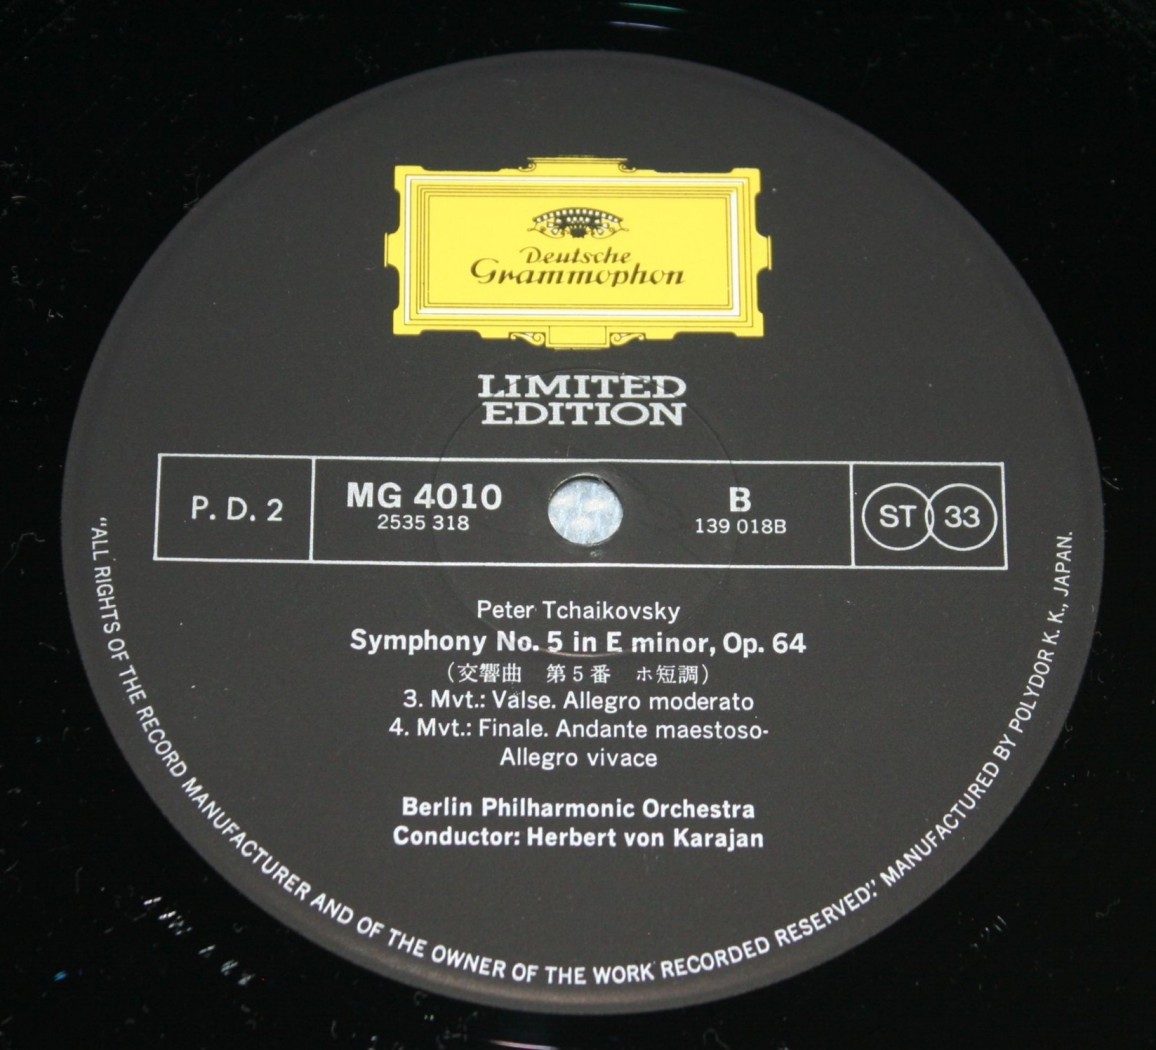 Deutsche
Grammophon
LIMITED
EDITION
P. D. 2
MG 4010
2535 318
B
139 018B
ST 33
Peter Tchaikovsky
Symphony No. 5 in E minor, Op. 64
(交響曲　第5番　ホ短調)
3. Mvt.: Valse. Allegro moderato
4. Mvt.: Finale. Andante maestoso-
Allegro vivace
Berlin Philharmonic Orchestra
Conductor: Herbert von Karajan
"ALL RIGHTS OF THE RECORD MANUFACTURER AND OF THE OWNER OF THE WORK RECORDED RESERVED." MANUFACTURED BY POLYDOR K. K., JAPAN.